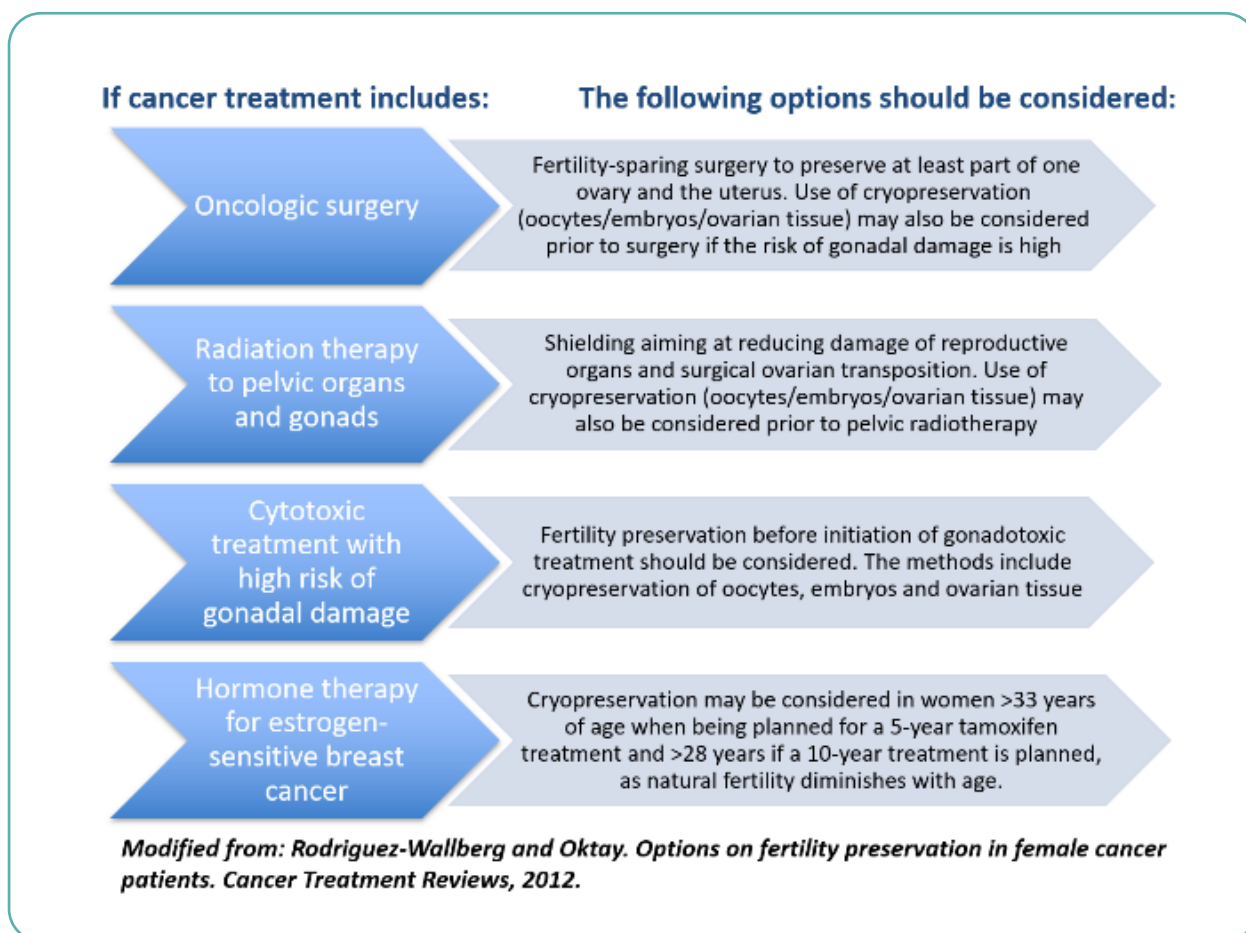 If cancer treatment includes:
The following options should be considered:
Oncologic surgery
Fertility-sparing surgery to preserve at least part of one
ovary and the uterus. Use of cryopreservation
(oocytes/embryos/ovarian tissue) may also be considered
prior to surgery if the risk of gonadal damage is high
Radiation therapy
to pelvic organs
and gonads
Shielding aiming at reducing damage of reproductive
organs and surgical ovarian transposition. Use of
cryopreservation (oocytes/embryos/ovarian tissue) may
also be considered prior to pelvic radiotherapy
Cytotoxic
treatment with
high risk of
gonadal damage
Fertility preservation before initiation of gonadotoxic
treatment should be considered. The methods include
cryopreservation of oocytes, embryos and ovarian tissue
Hormone therapy
for estrogen-
sensitive breast
cancer
Cryopreservation may be considered in women >33 years
of age when being planned for a 5-year tamoxifen
treatment and >28 years if a 10-year treatment is planned,
as natural fertility diminishes with age.
Modified from: Rodriguez-Wallberg and Oktay. Options on fertility preservation in female cancer
patients. Cancer Treatment Reviews, 2012.